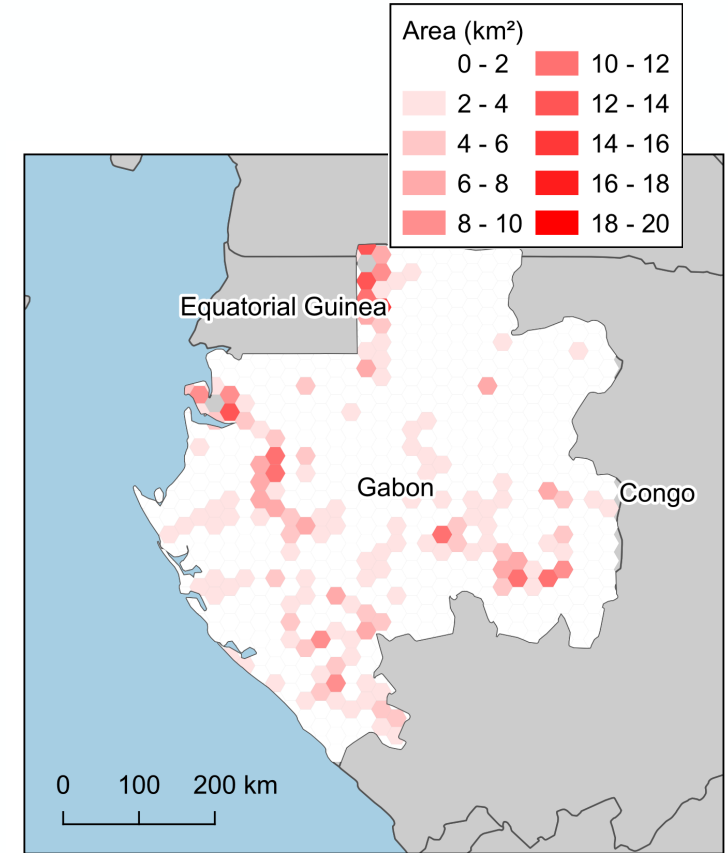 Area (km²)
0 - 2
2 - 4
4 - 6
6 - 8
8 - 10
10 - 12
12 - 14
14 - 16
16 - 18
18 - 20
Equatorial Guinea
Gabon
Congo
0 100 200 km